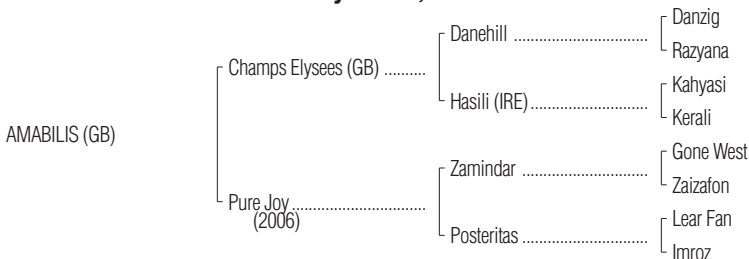 Danzig
Danehill ................................
Razyana
Champs Elysees (GB) ..........
Kahyasi
Hasili (IRE)............................
Kerali
AMABILIS (GB)
Gone West
Zamindar ..............................
Zaizafon
Pure Joy................................
(2006)
Lear Fan
Posteritas ..............................
Imroz